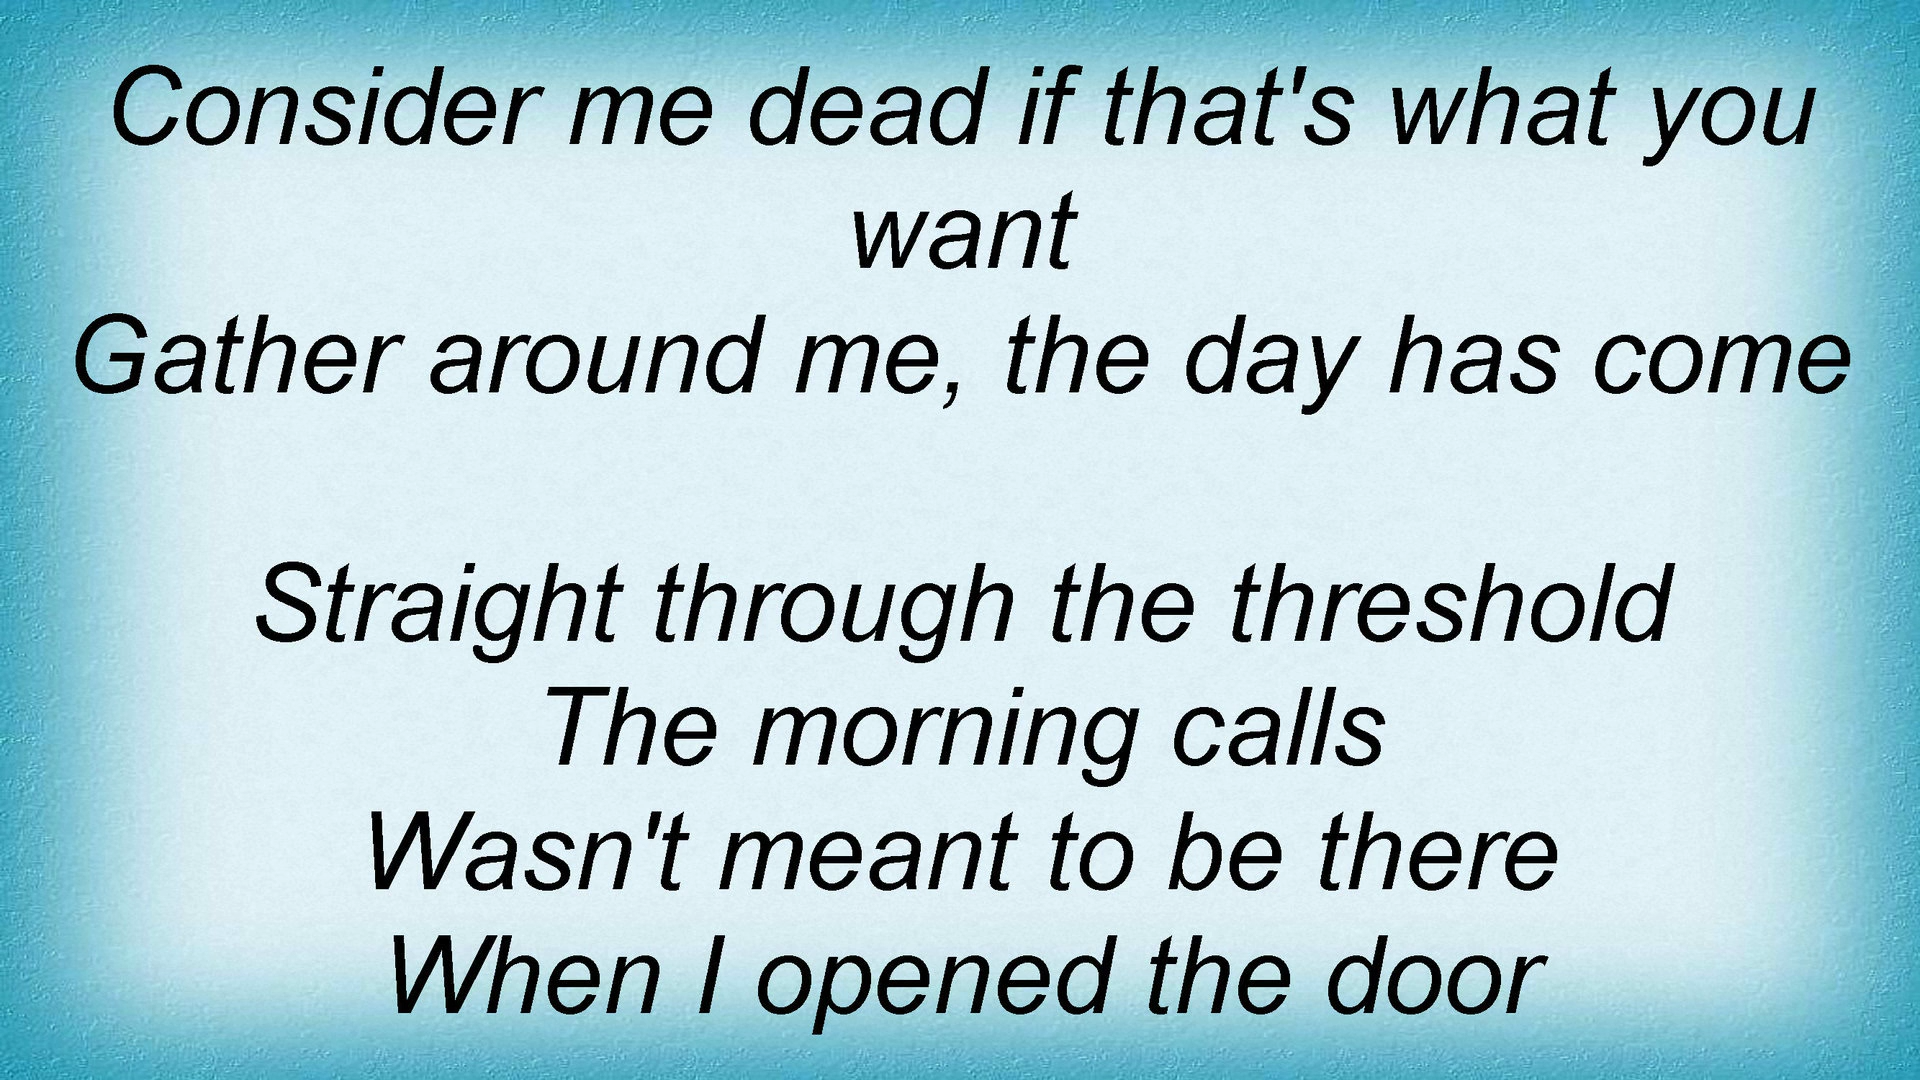 Consider me dead if that's what you
want
Gather around me, the day has come
Straight through the threshold
The morning calls
Wasn't meant to be there
When I opened the door